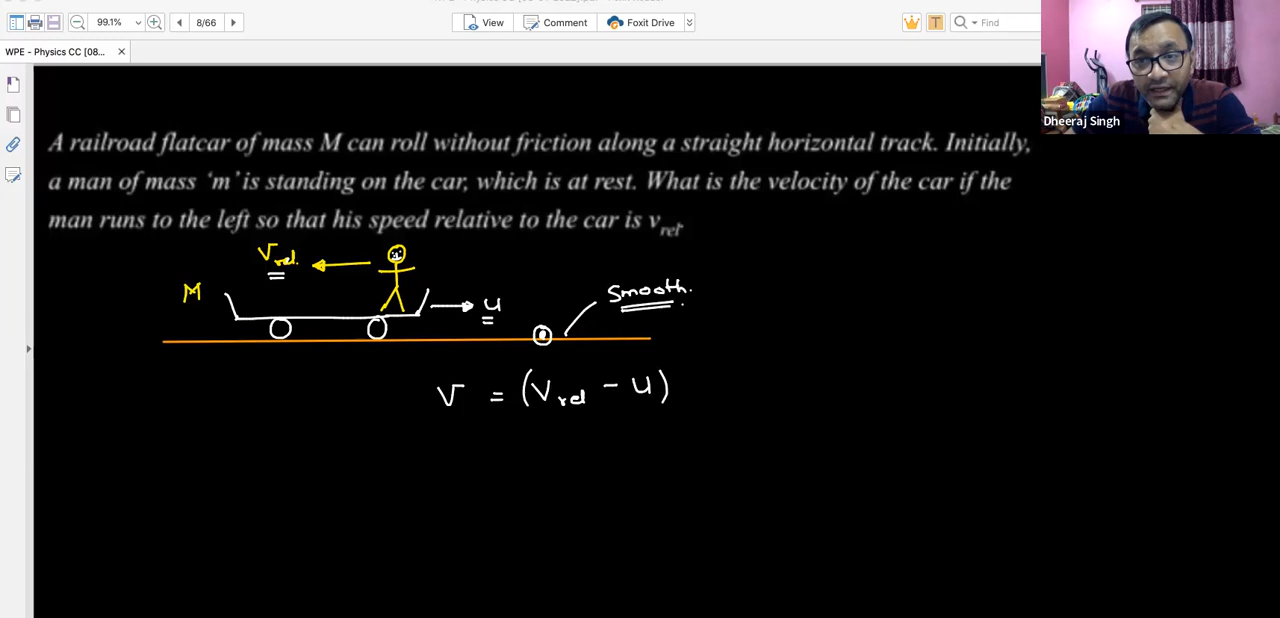 99.1%
8/66
View
Comment
Foxit Drive
Find
WPE - Physics CC [08...
Dheeraj Singh
A railroad flatcar of mass M can roll without friction along a straight horizontal track. Initially,
a man of mass ‘m’ is standing on the car, which is at rest. What is the velocity of the car if the
man runs to the left so that his speed relative to the car is v_rel.
V_rel.
M
u
Smooth.
V = (V_rel - u)